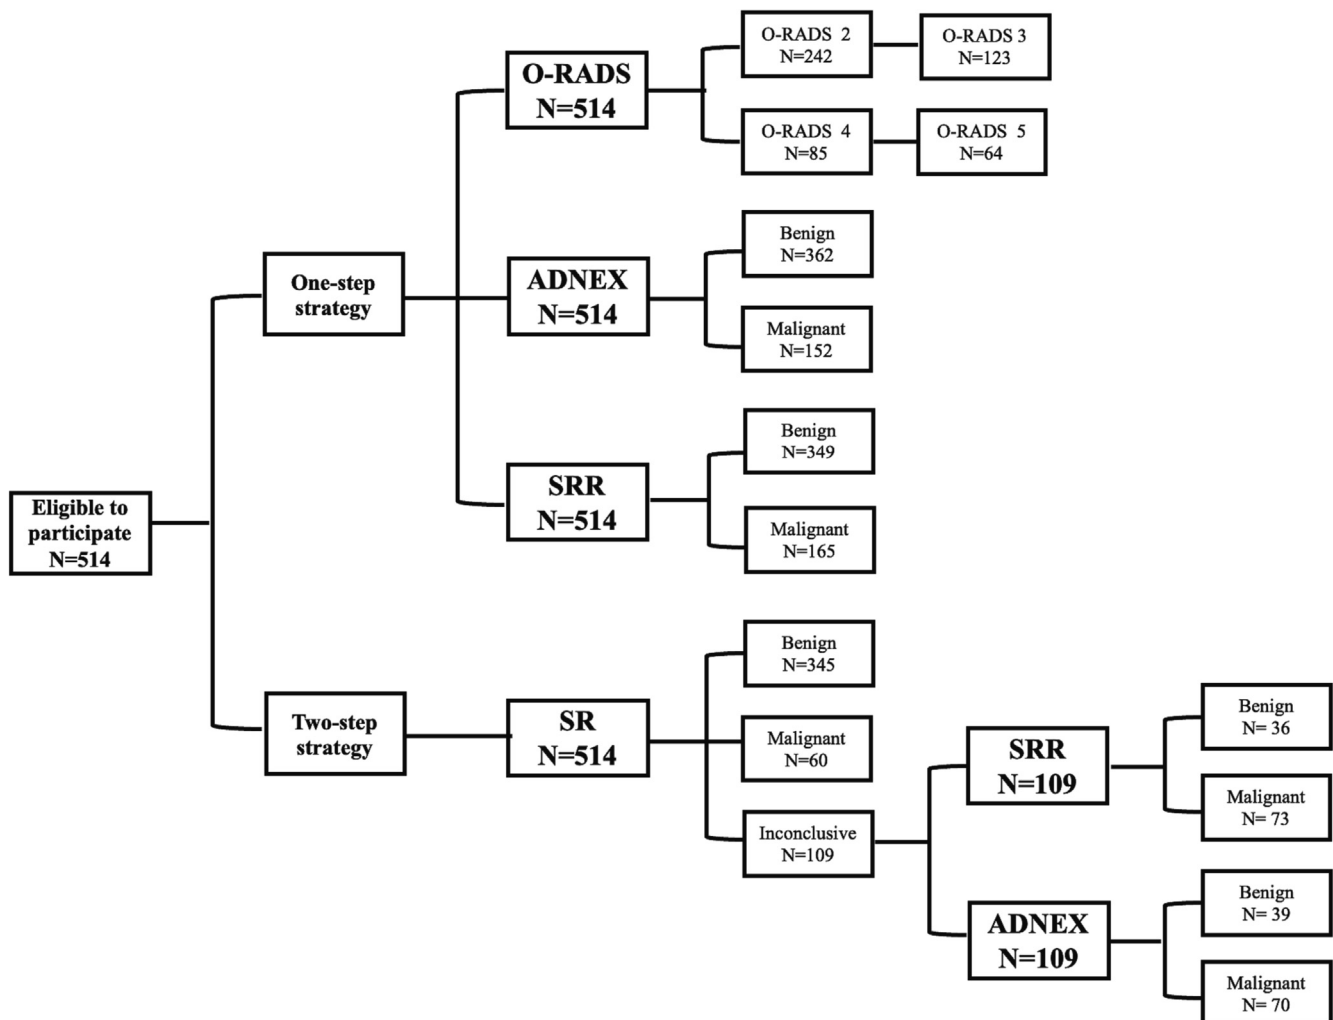 O-RADS 2
N=242
O-RADS 3
N=123
O-RADS
N=514
O-RADS 4
N=85
O-RADS 5
N=64
Benign
N=362
One-step
strategy
ADNEX
N=514
Malignant
N=152
Benign
N=349
SRR
N=514
Malignant
N=165
Eligible to
participate
N=514
Benign
N=345
Two-step
strategy
SR
N=514
Malignant
N=60
Inconclusive
N=109
SRR
N=109
Benign
N= 36
Malignant
N= 73
ADNEX
N=109
Benign
N= 39
Malignant
N= 70